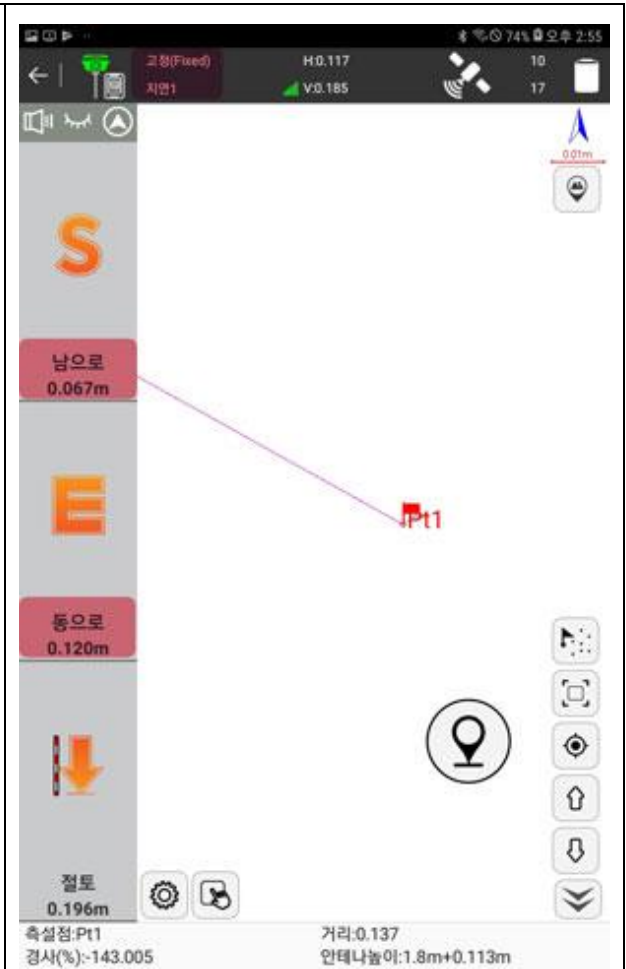 74% 오후 2:55
고정(Fixed)
지연1
H:0.117
V:0.185
10
17
0.01m
S
남으로
0.067m
E
동으로
0.120m
Pt1
절토
0.196m
측설점:Pt1
거리:0.137
경사(%):-143.005
안테나높이:1.8m+0.113m